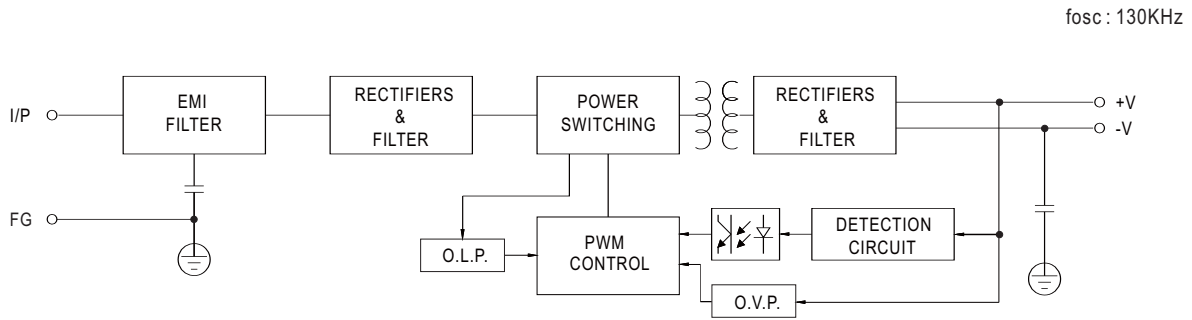 fosc : 130KHz
I/P
EMI
FILTER
RECTIFIERS
&
FILTER
POWER
SWITCHING
RECTIFIERS
&
FILTER
+V
-V
FG
O.L.P.
PWM
CONTROL
DETECTION
CIRCUIT
O.V.P.